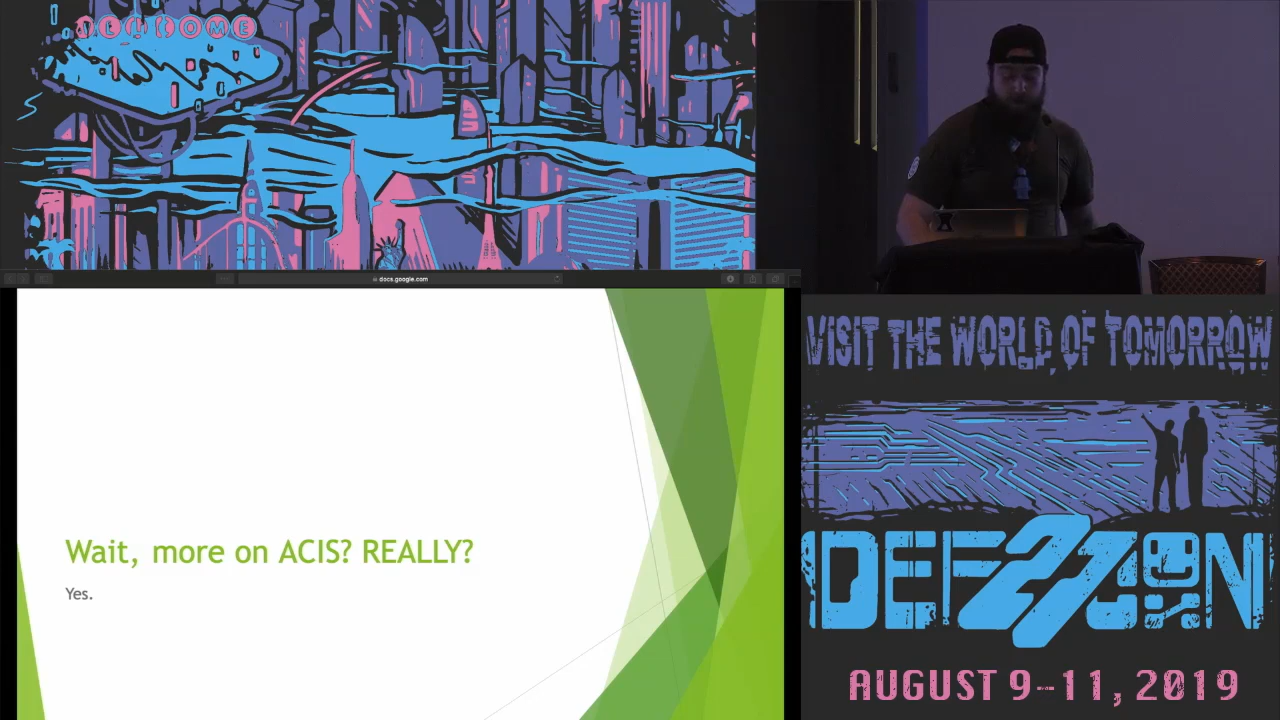 WELCOME
docs.google.com
Wait, more on ACIS? REALLY?
Yes.
VISIT THE WORLD OF TOMORROW
DEF 27 CON
AUGUST 9-11, 2019